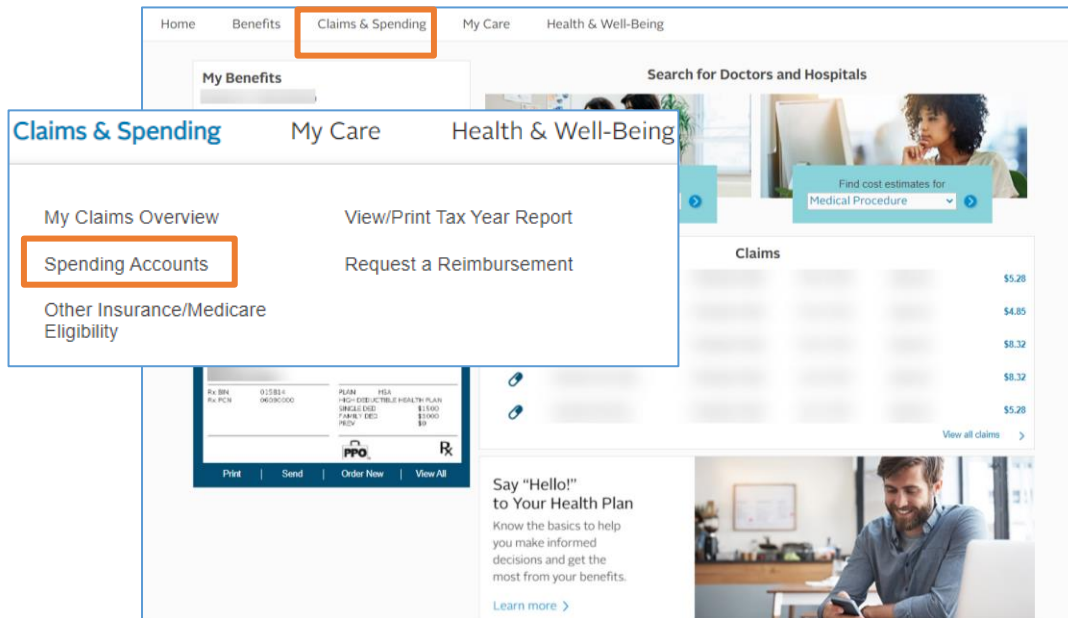 Home Benefits Claims & Spending My Care Health & Well-Being
My Benefits
Search for Doctors and Hospitals
Claims & Spending My Care Health & Well-Being
My Claims Overview View/Print Tax Year Report
Spending Accounts Request a Reimbursement
Other Insurance/Medicare
Eligibility
Find cost estimates for
Medical Procedure
Claims
$5.28
$4.85
$8.32
$8.32
$5.28
View all claims >
Rx BIN 015814 PLAN HSA
Rx PCN 06090000 HIGH DEDUCTIBLE HEALTH PLAN
SINGLE DED $1500
FAMILY DED $3000
PREV $0
PPO Rx
Print | Send | Order New | View All
Say “Hello!”
to Your Health Plan
Know the basics to help
you make informed
decisions and get the
most from your benefits.
Learn more >